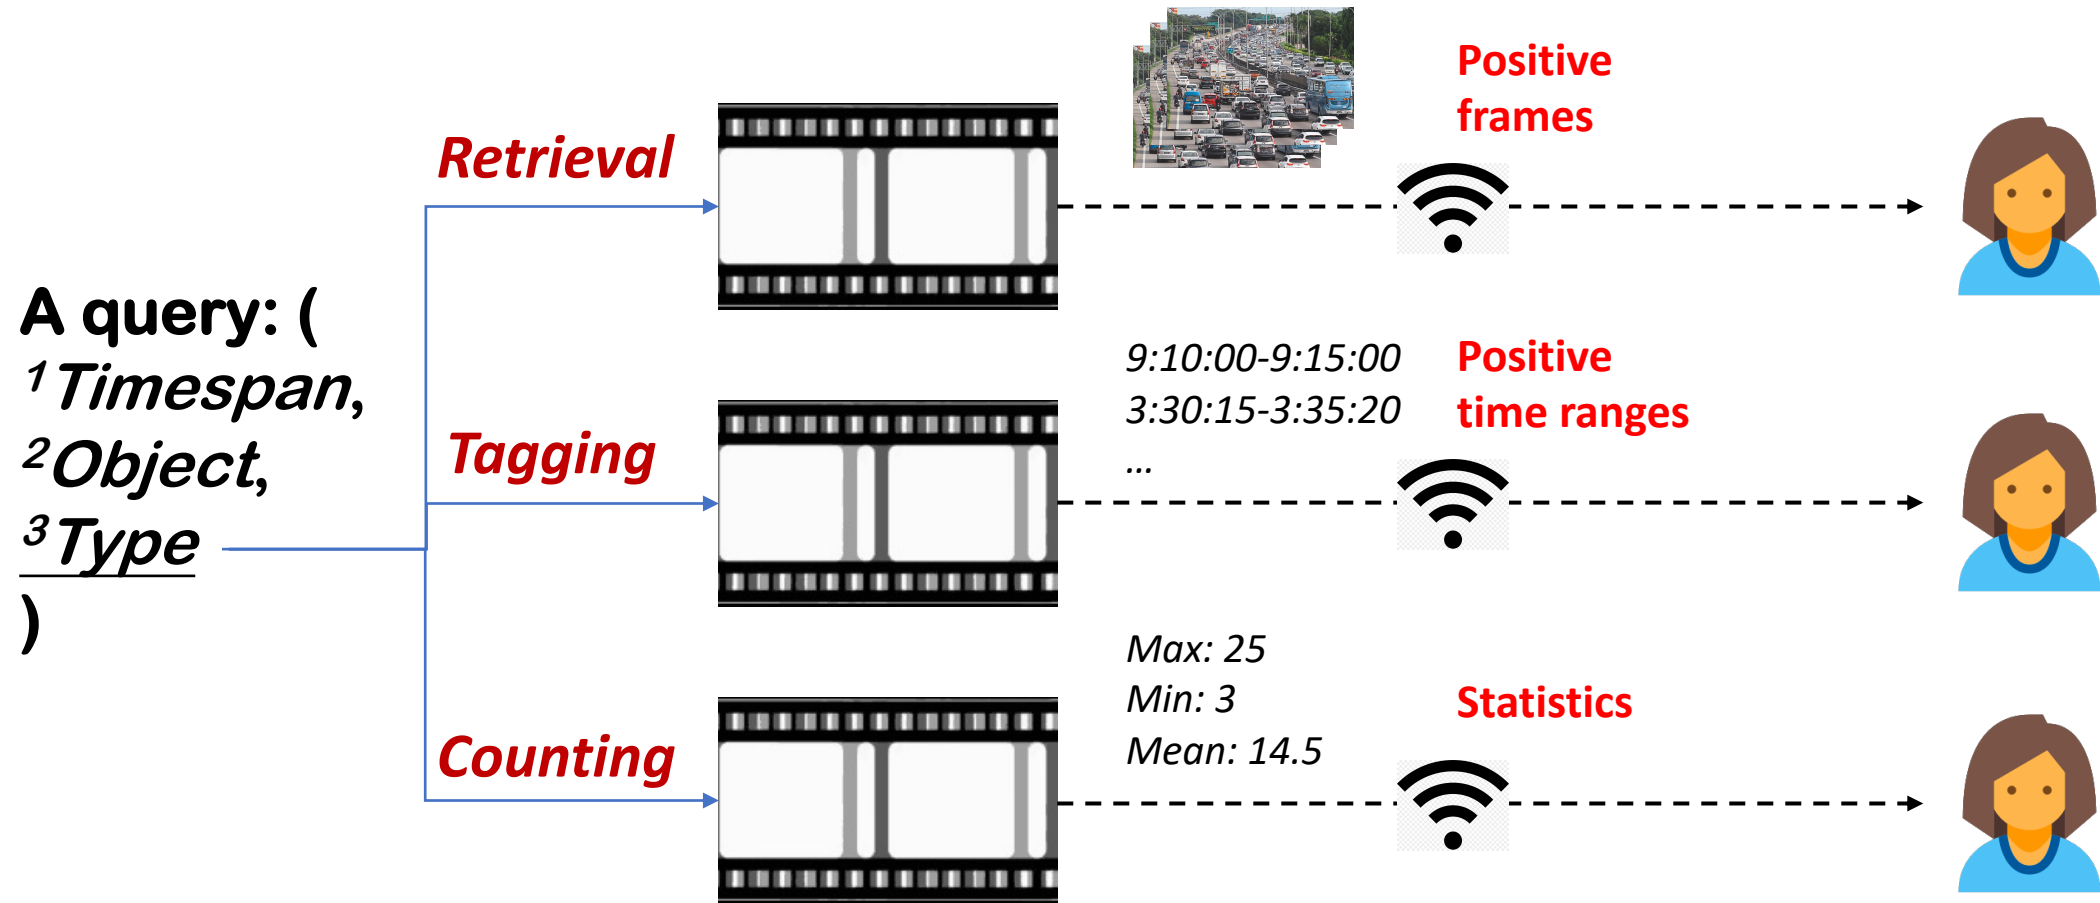 A query: (
¹Timespan,
²Object,
³Type
)
Retrieval
Positive
frames
Tagging
9:10:00-9:15:00
3:30:15-3:35:20
...
Positive
time ranges
Counting
Max: 25
Min: 3
Mean: 14.5
Statistics